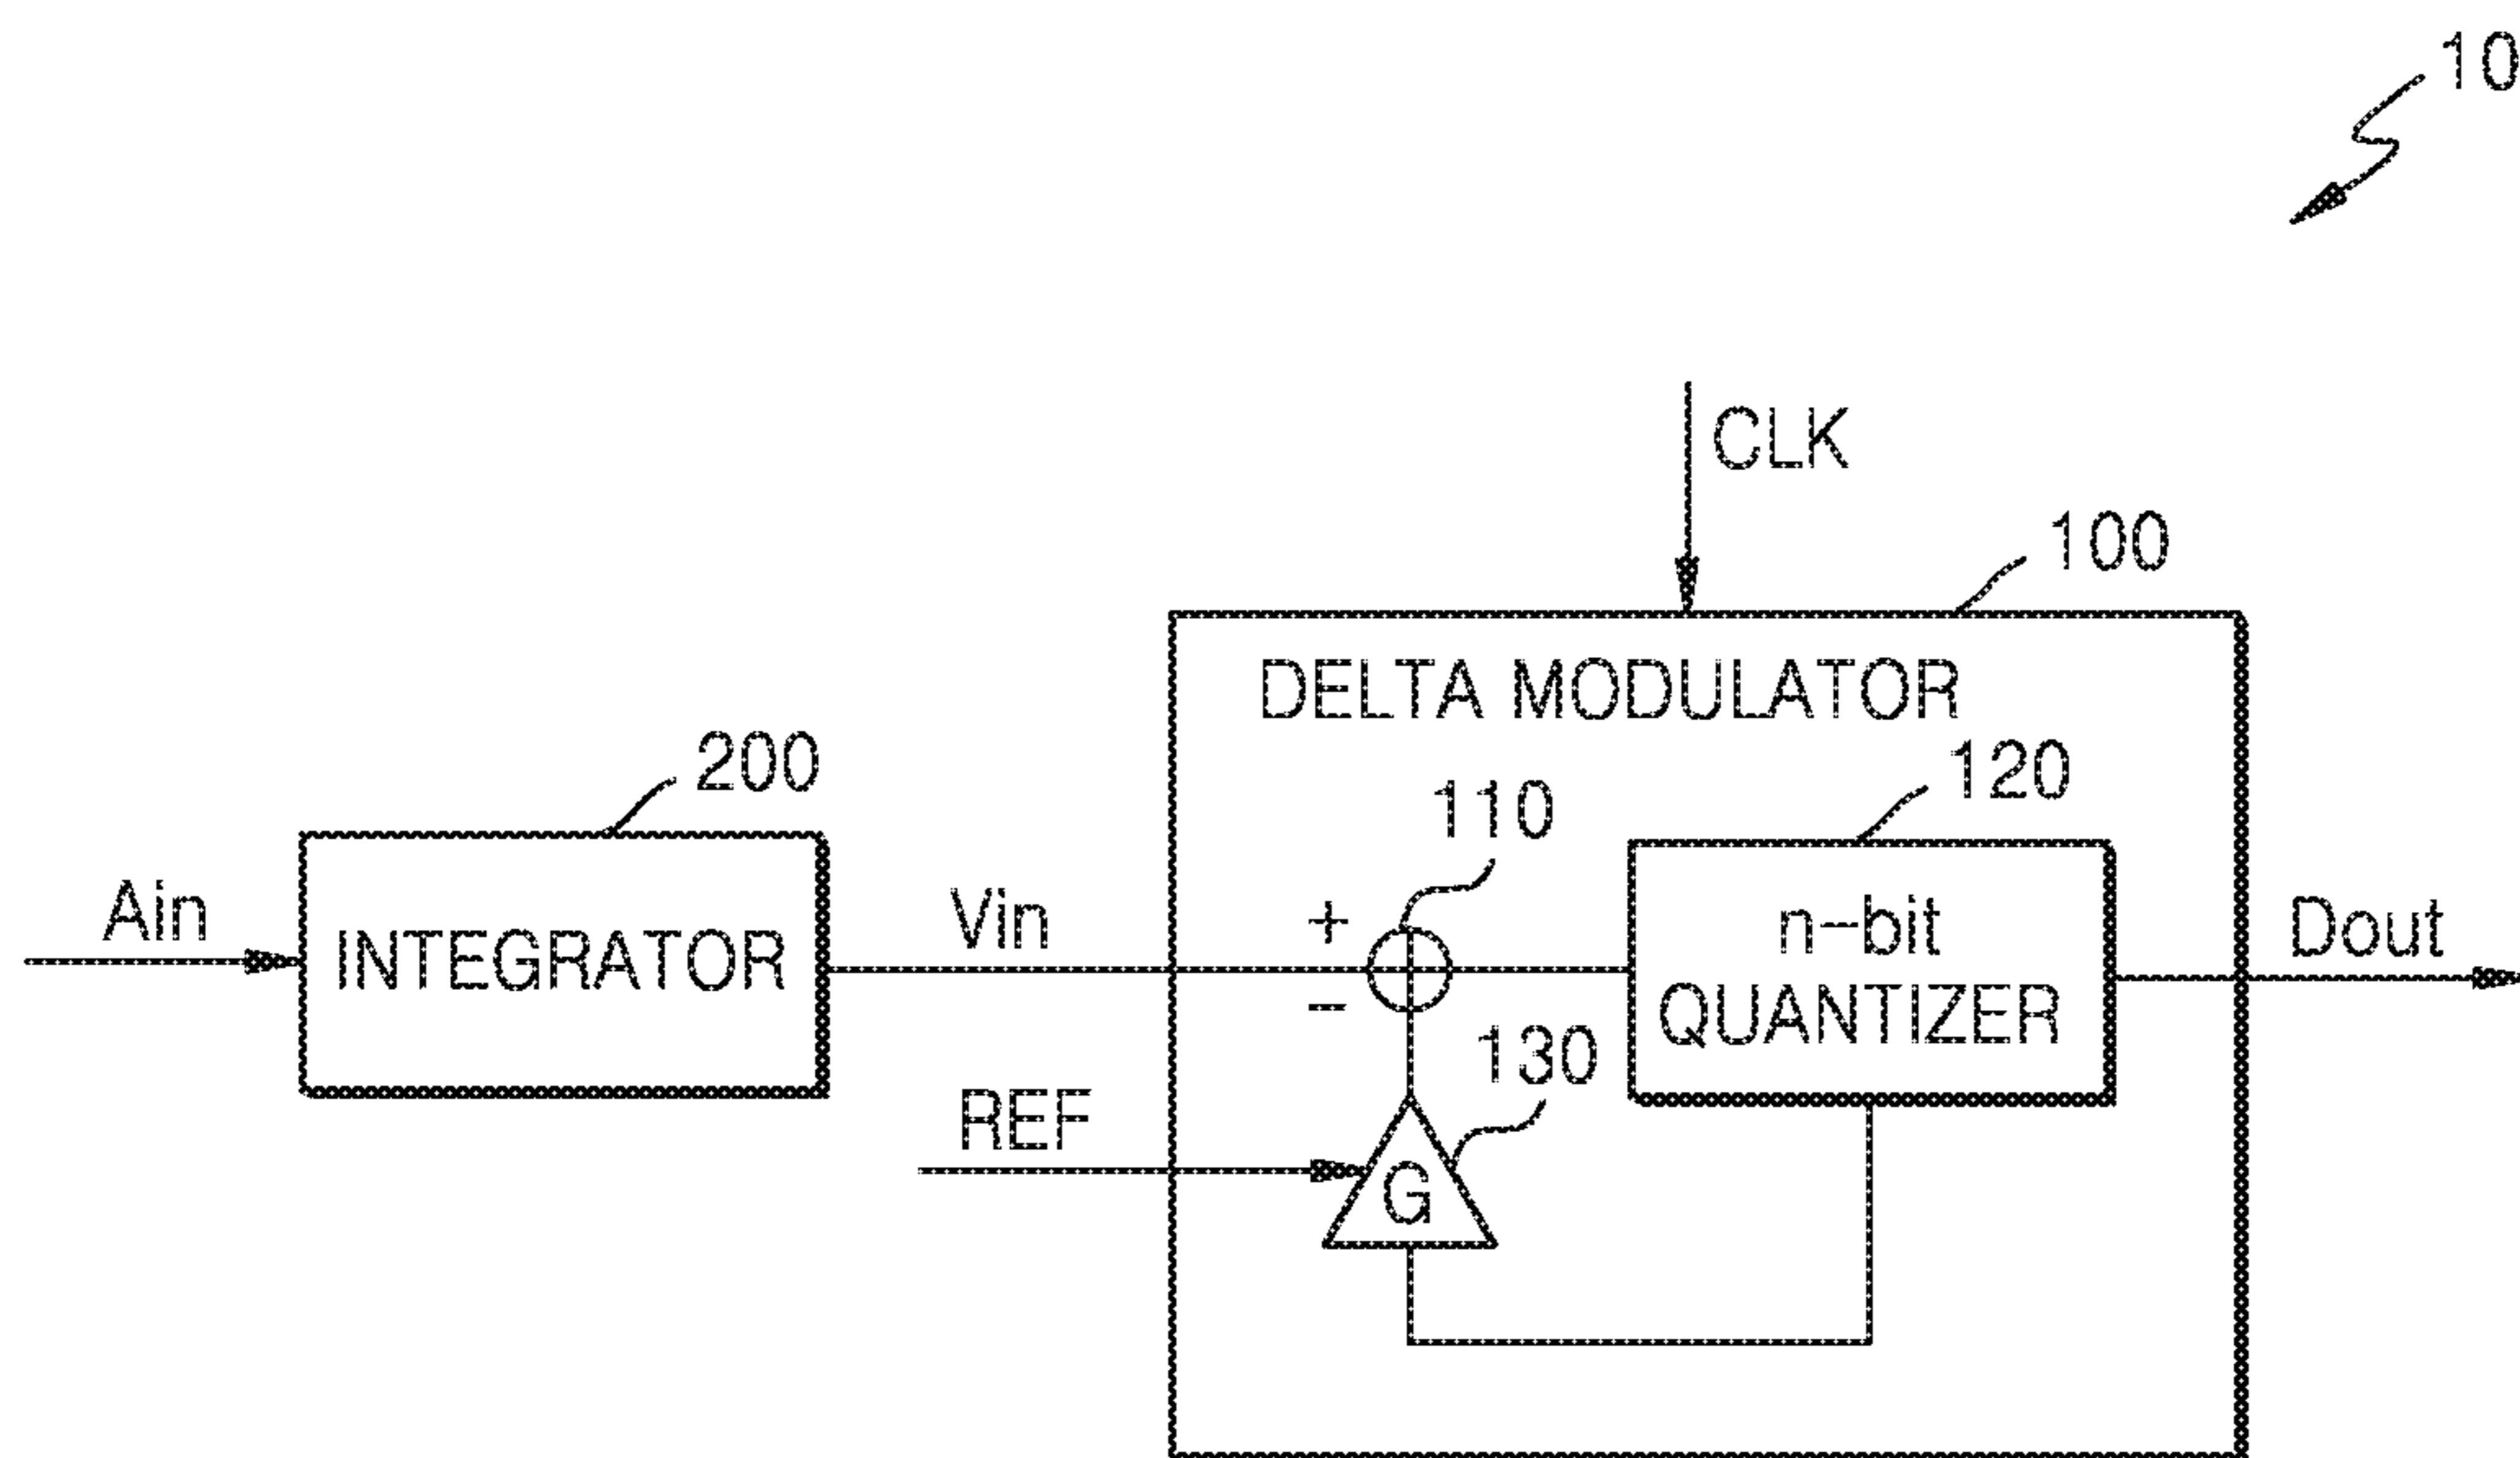 10
CLK
100
DELTA MODULATOR
200
110
120
Ain
INTEGRATOR
Vin
+
−
n-bit
QUANTIZER
Dout
130
REF
G